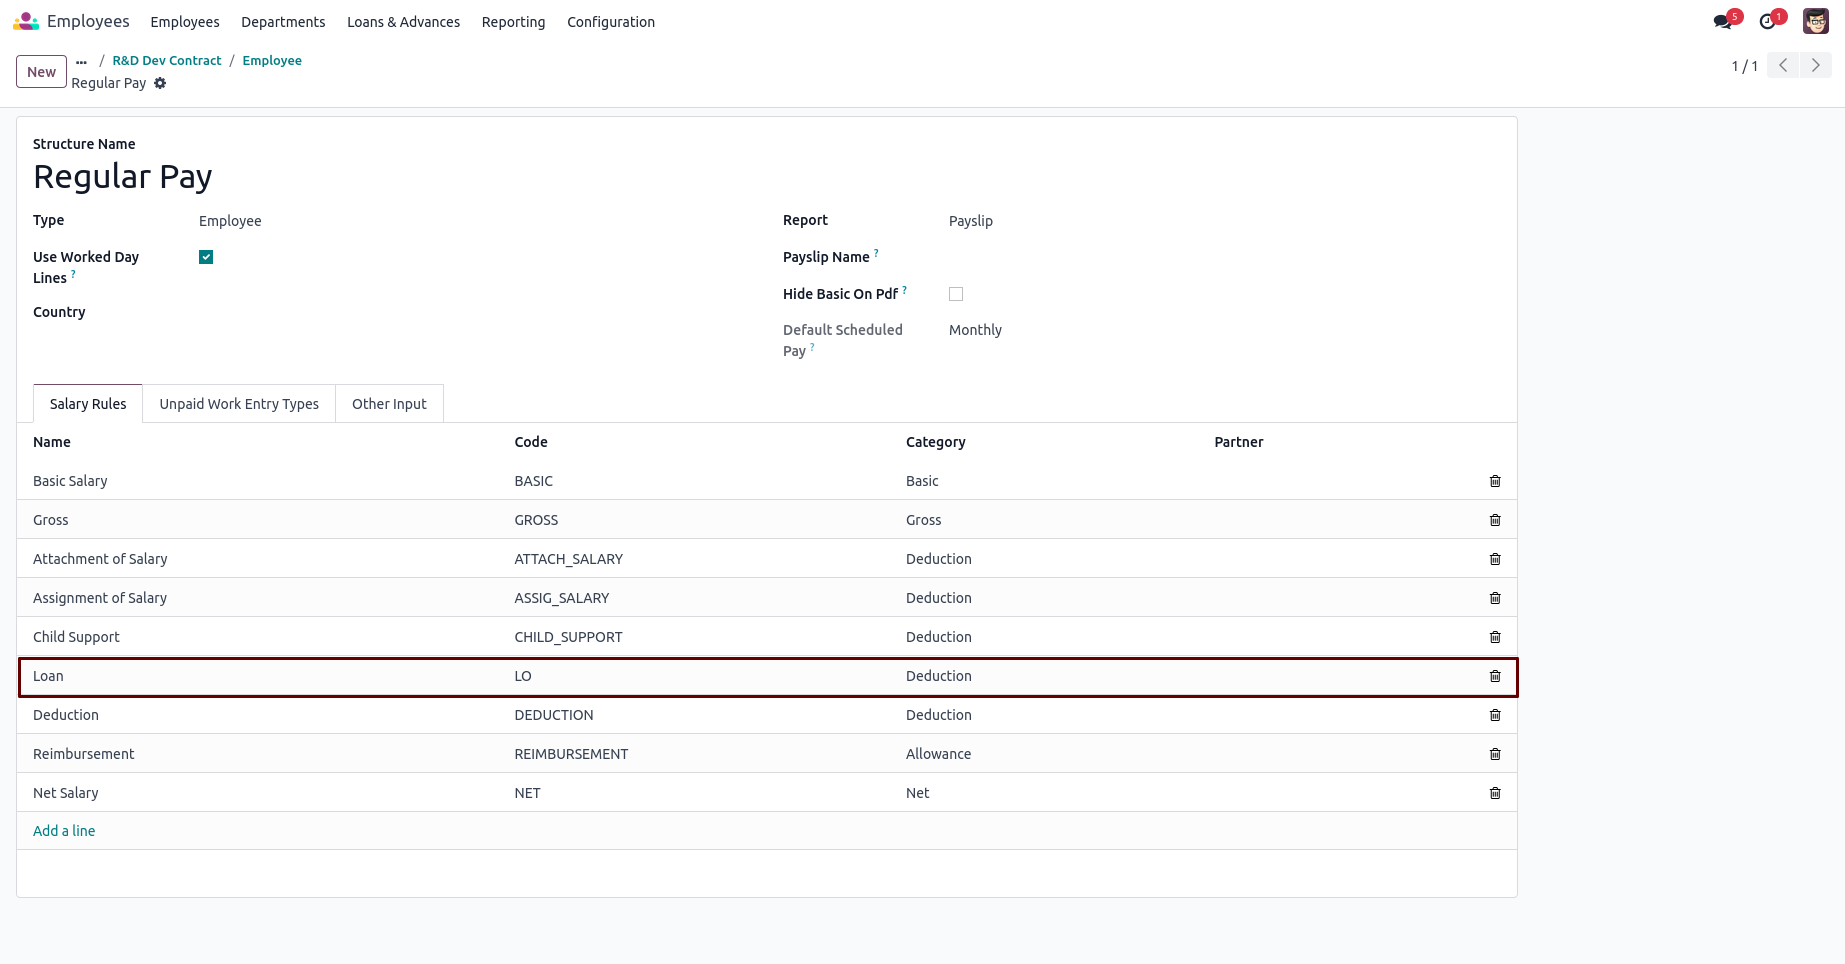 Employees Employees Departments Loans & Advances Reporting Configuration 5 1
New ... / R&D Dev Contract / Employee
Regular Pay
1 / 1
Structure Name
Regular Pay
Type Employee
Use Worked Day
Lines ?
Country
Report Payslip
Payslip Name ?
Hide Basic On Pdf ?
Default Scheduled Monthly
Pay ?
Salary Rules Unpaid Work Entry Types Other Input
Name Code Category Partner
Basic Salary BASIC Basic
Gross GROSS Gross
Attachment of Salary ATTACH_SALARY Deduction
Assignment of Salary ASSIG_SALARY Deduction
Child Support CHILD_SUPPORT Deduction
Loan LO Deduction
Deduction DEDUCTION Deduction
Reimbursement REIMBURSEMENT Allowance
Net Salary NET Net
Add a line